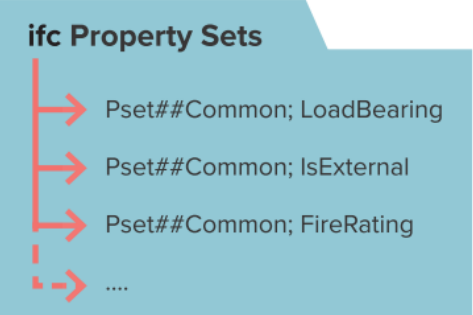 ifc Property Sets
Pset##Common; LoadBearing
Pset##Common; IsExternal
Pset##Common; FireRating
....